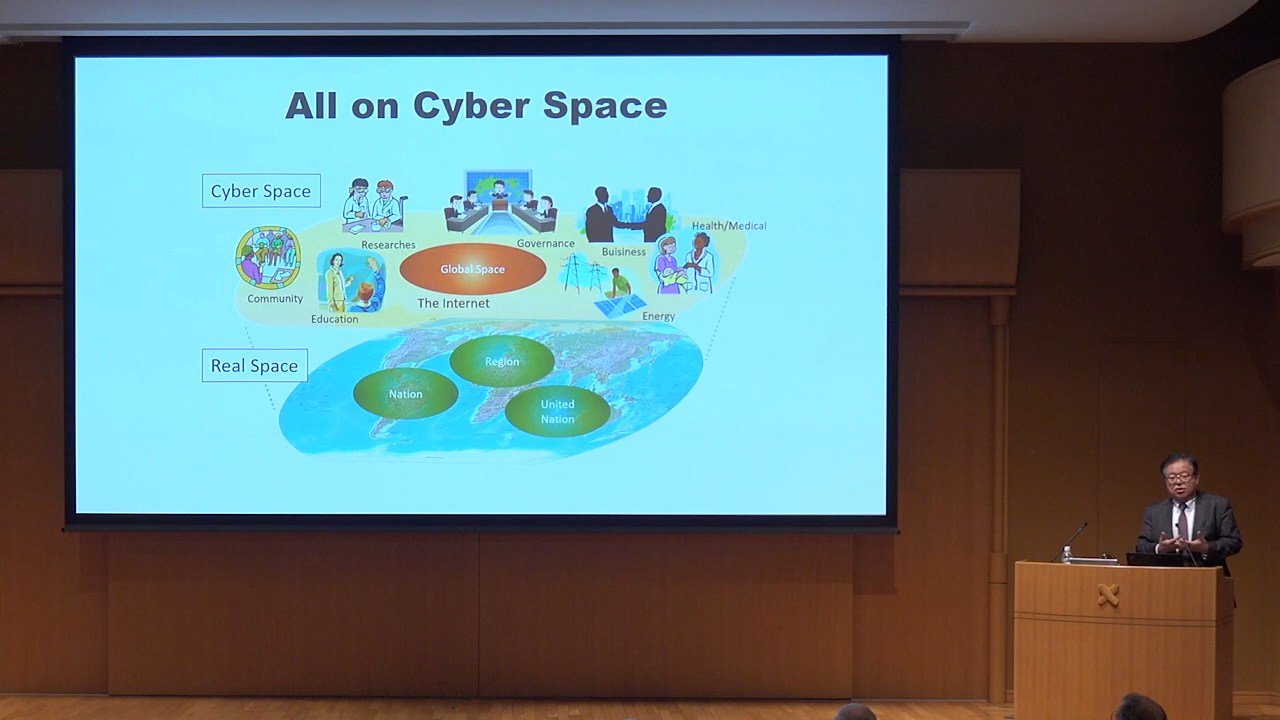 All on Cyber Space
Cyber Space
Researches
Governance
Buisiness
Health/Medical
Global Space
Community
Education
The Internet
Energy
Real Space
Region
Nation
United
Nation